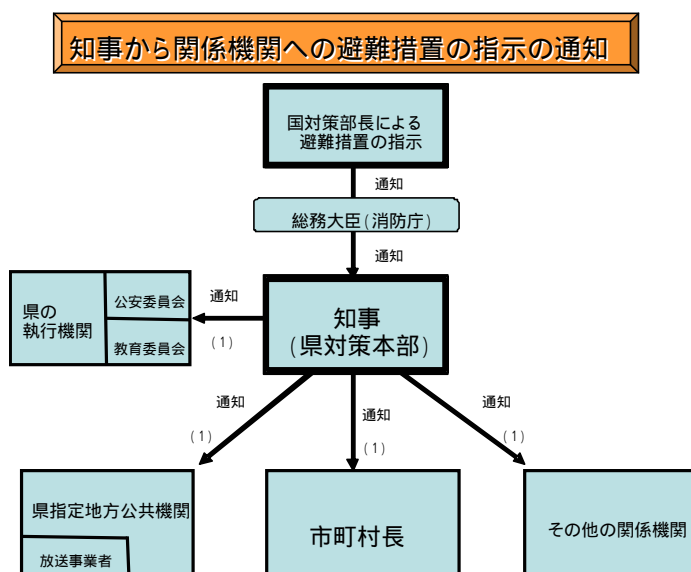 知事から関係機関への避難措置の指示の通知
国対策部長による
避難措置の指示
通知
総務大臣(消防庁)
通知
県の
執行機関
公安委員会
教育委員会
通知
(1)
知事
(県対策本部)
通知
(1)
通知
(1)
通知
(1)
県指定地方公共機関
放送事業者
市町村長
その他の関係機関